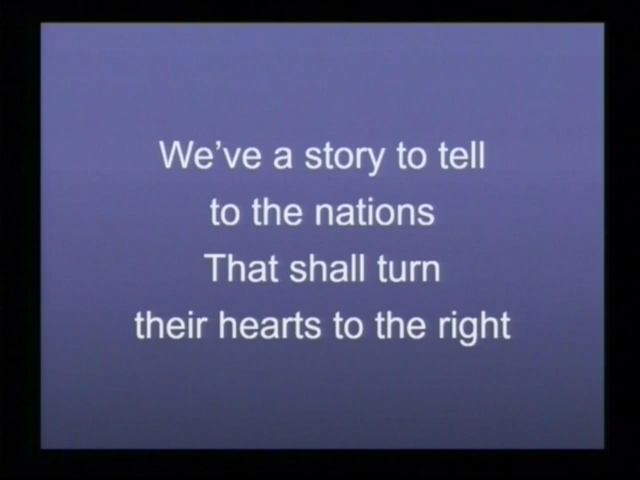 We’ve a story to tell
to the nations
That shall turn
their hearts to the right